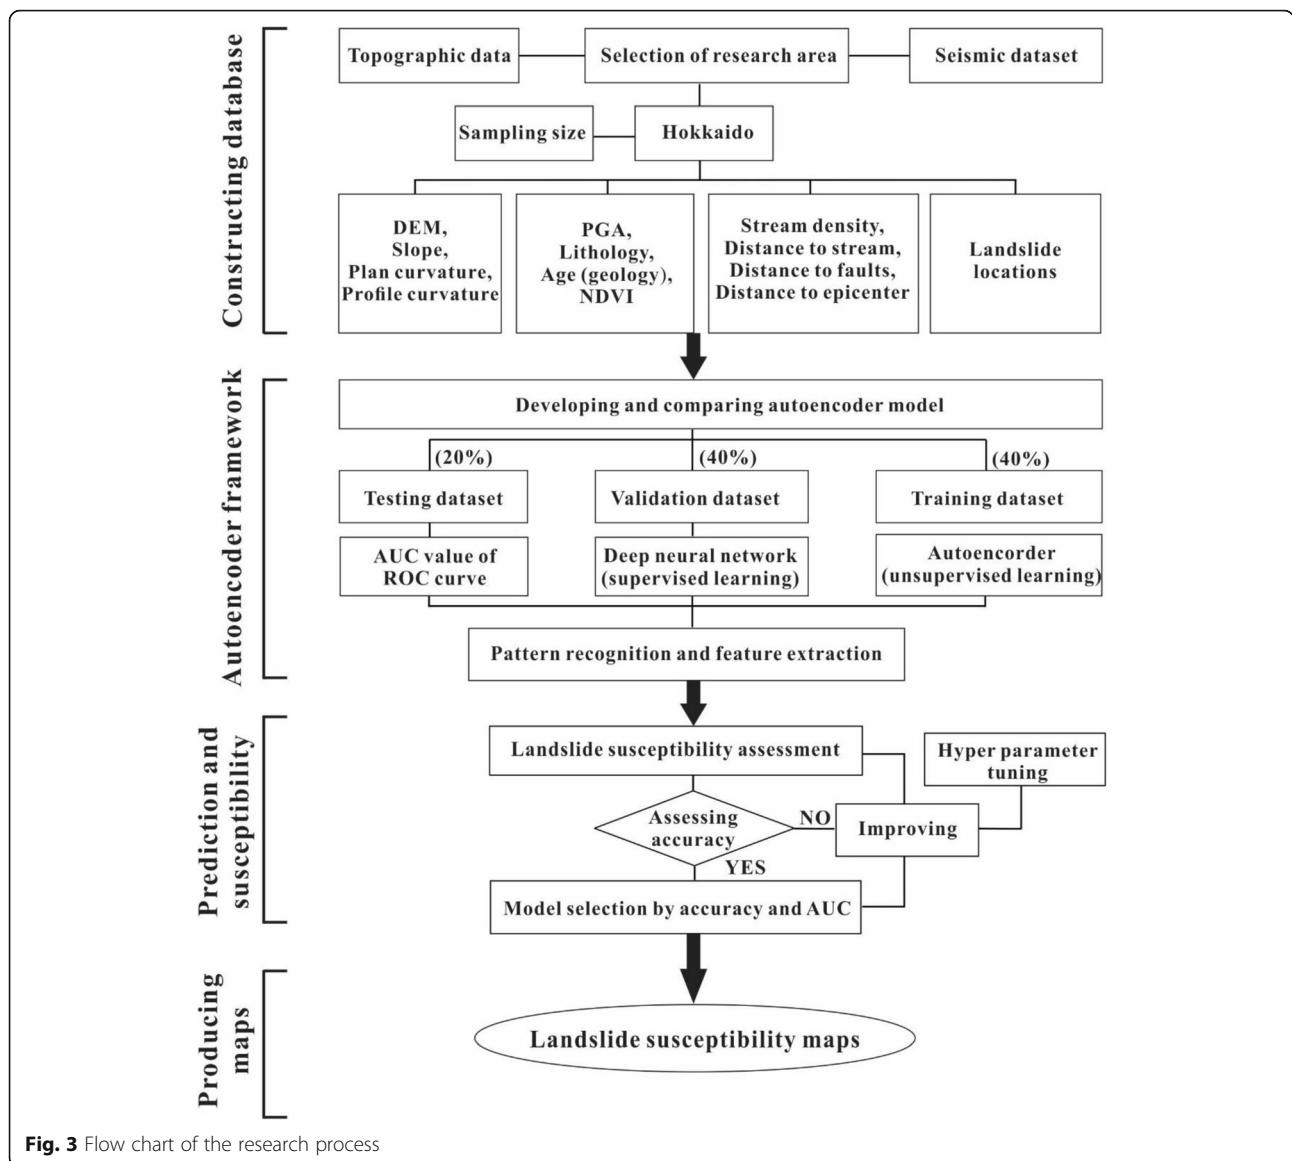 Constructing database
Topographic data
Selection of research area
Seismic dataset
Sampling size
Hokkaido
DEM,
Slope,
Plan curvature,
Profile curvature
PGA,
Lithology,
Age (geology),
NDVI
Stream density,
Distance to stream,
Distance to faults,
Distance to epicenter
Landslide
locations
Autoencoder framework
Developing and comparing autoencoder model
(20%)
(40%)
(40%)
Testing dataset
Validation dataset
Training dataset
AUC value of
ROC curve
Deep neural network
(supervised learning)
Autoencorder
(unsupervised learning)
Pattern recognition and feature extraction
Prediction and
susceptibility
Landslide susceptibility assessment
Hyper parameter
tuning
Assessing
accuracy
NO
Improving
YES
Model selection by accuracy and AUC
Producing
maps
Landslide susceptibility maps
Fig. 3 Flow chart of the research process